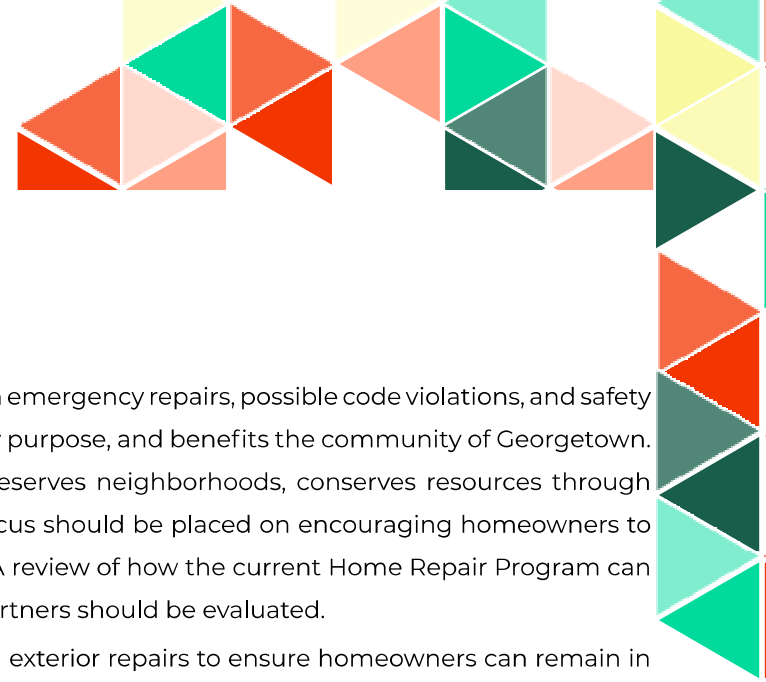 emergency repairs, possible code violations, and safety
purpose, and benefits the community of Georgetown.
eserves neighborhoods, conserves resources through
cus should be placed on encouraging homeowners to
A review of how the current Home Repair Program can
rtners should be evaluated.
exterior repairs to ensure homeowners can remain in